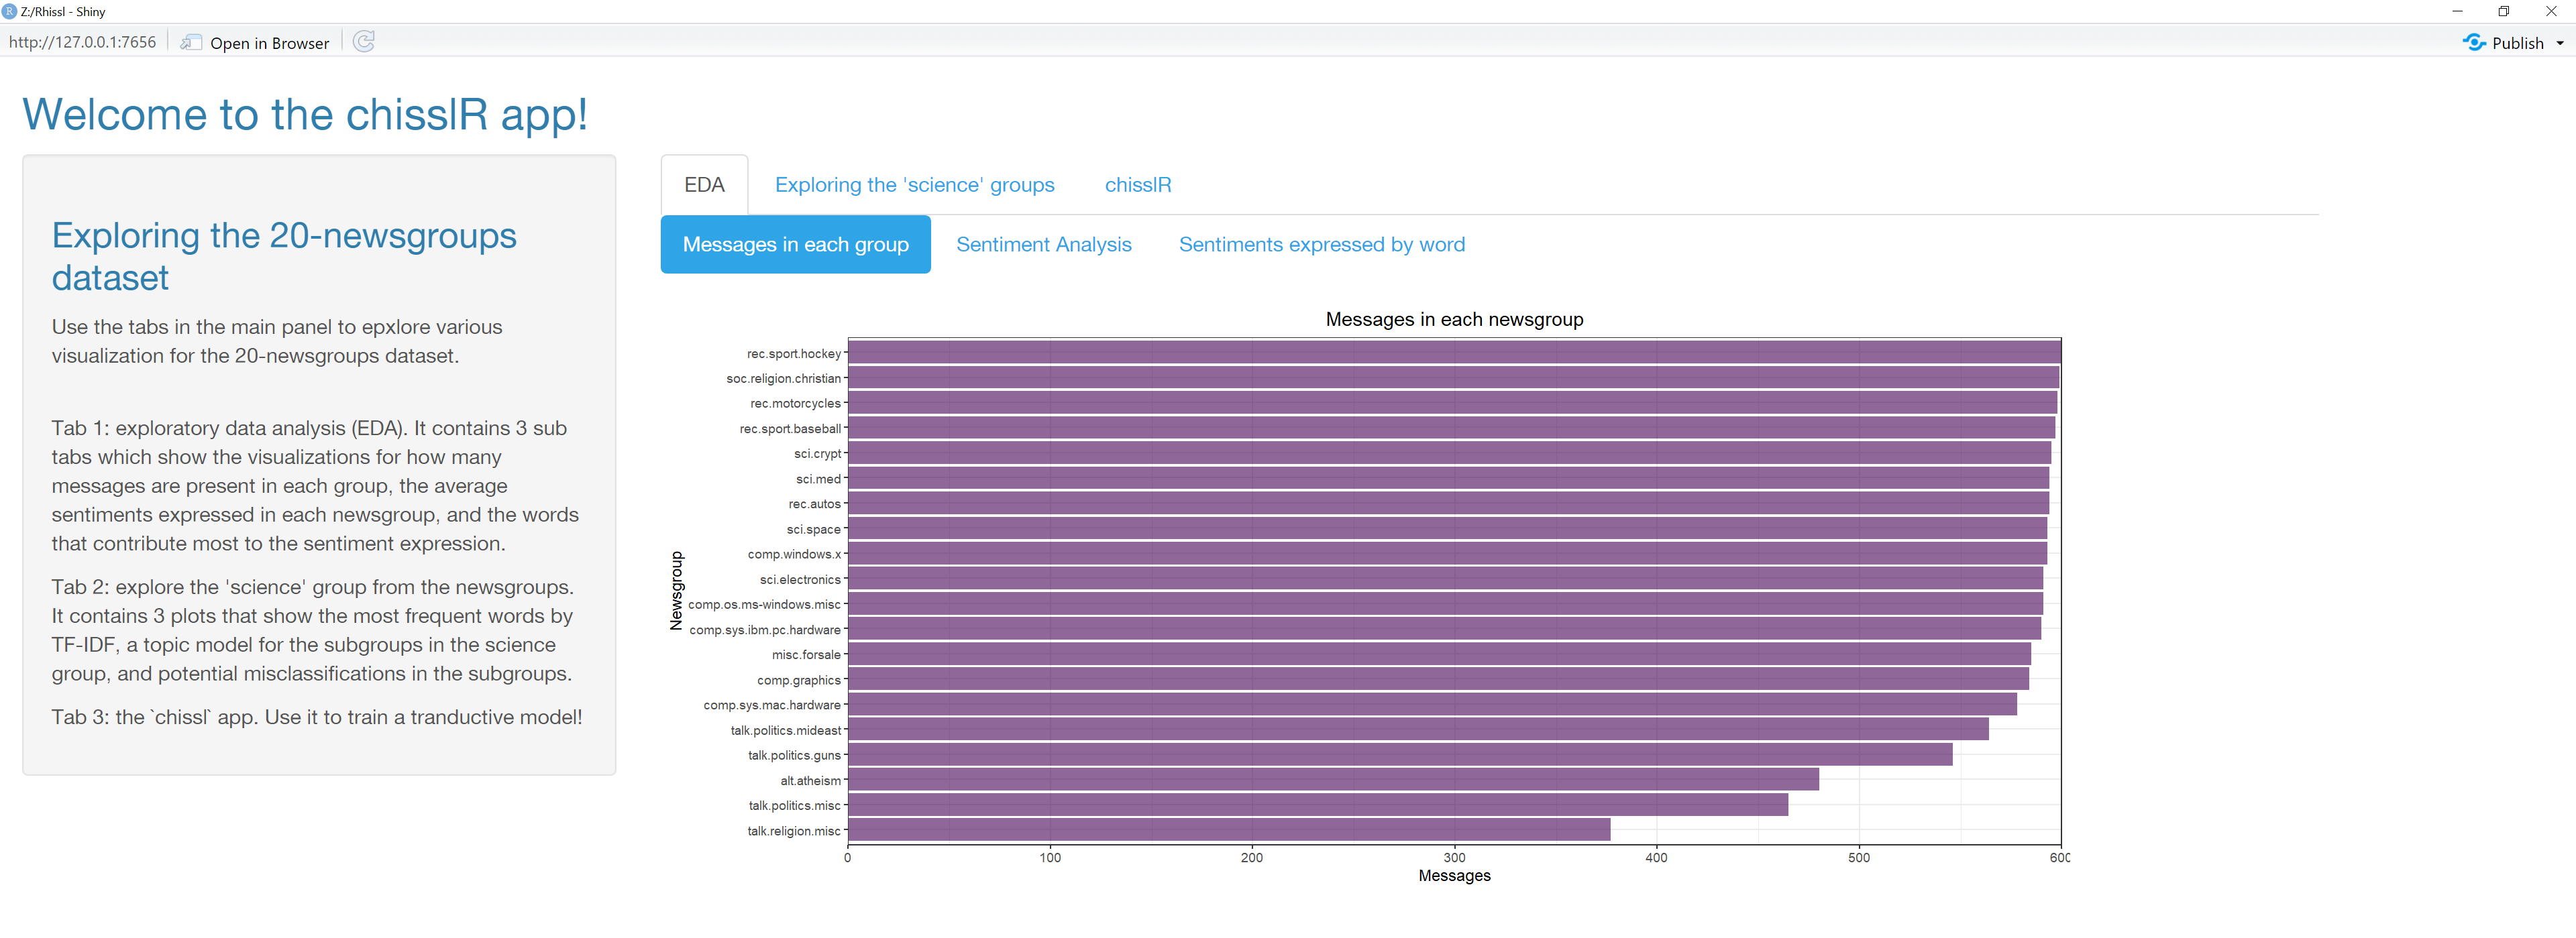 R Z:/Rhissl - Shiny
http://127.0.0.1:7656 Open in Browser Publish
Welcome to the chisslR app!
Exploring the 20-newsgroups
dataset
Use the tabs in the main panel to epxlore various
visualization for the 20-newsgroups dataset.
Tab 1: exploratory data analysis (EDA). It contains 3 sub
tabs which show the visualizations for how many
messages are present in each group, the average
sentiments expressed in each newsgroup, and the words
that contribute most to the sentiment expression.
Tab 2: explore the 'science' group from the newsgroups.
It contains 3 plots that show the most frequent words by
TF-IDF, a topic model for the subgroups in the science
group, and potential misclassifications in the subgroups.
Tab 3: the `chissl` app. Use it to train a tranductive model!
EDA Exploring the 'science' groups chisslR
Messages in each group Sentiment Analysis Sentiments expressed by word
Messages in each newsgroup
Newsgroup
rec.sport.hockey
soc.religion.christian
rec.motorcycles
rec.sport.baseball
sci.crypt
sci.med
rec.autos
sci.space
comp.windows.x
sci.electronics
comp.os.ms-windows.misc
comp.sys.ibm.pc.hardware
misc.forsale
comp.graphics
comp.sys.mac.hardware
talk.politics.mideast
talk.politics.guns
alt.atheism
talk.politics.misc
talk.religion.misc
0 100 200 300 400 500 600
Messages